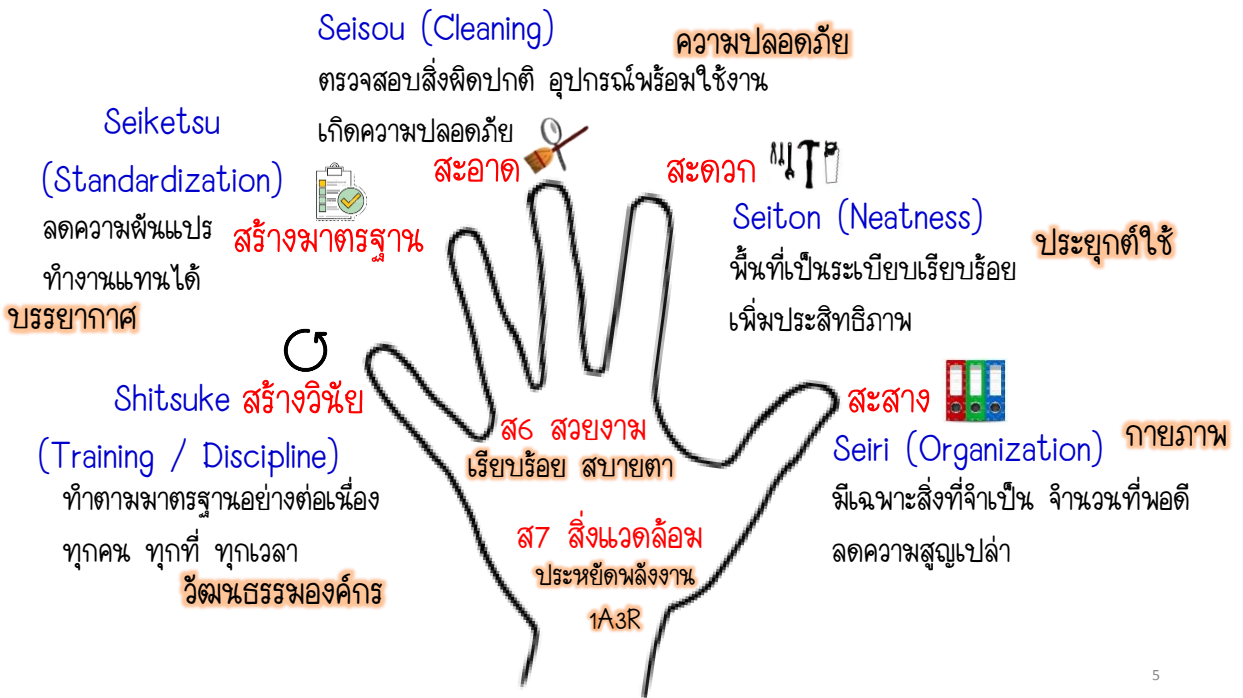 Seisou (Cleaning)
ความปลอดภัย
ตรวจสอบสิ่งผิดปกติ อุปกรณ์พร้อมใช้งาน
เกิดความปลอดภัย
สะอาด
สะดวก
Seiketsu
(Standardization)
ลดความผันแปร
สร้างมาตรฐาน
ทำงานแทนได้
บรรยากาศ
Seiton (Neatness)
ประยุกต์ใช้
พื้นที่เป็นระเบียบเรียบร้อย
เพิ่มประสิทธิภาพ
Shitsuke สร้างวินัย
(Training / Discipline)
ทำตามมาตรฐานอย่างต่อเนื่อง
ทุกคน ทุกที่ ทุกเวลา
วัฒนธรรมองค์กร
ส6 สวยงาม
เรียบร้อย สบายตา
ส7 สิ่งแวดล้อม
ประหยัดพลังงาน
1A3R
สะสาง
Seiri (Organization)
กายภาพ
มีเฉพาะสิ่งที่จำเป็น จำนวนที่พอดี
ลดความสูญเปล่า
5